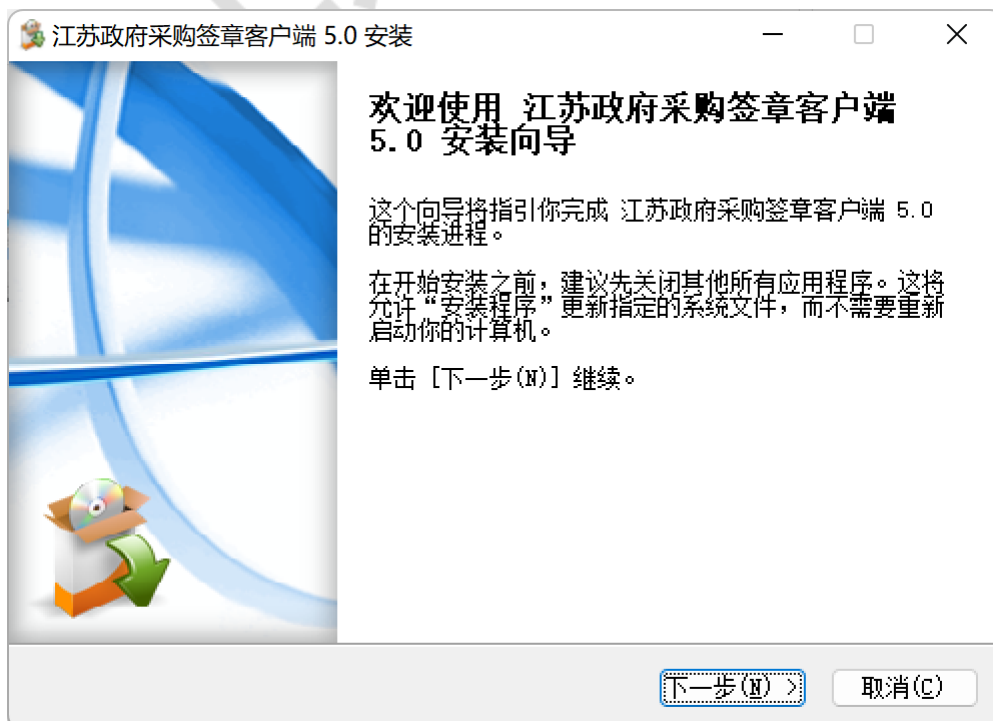 江苏政府采购签章客户端 5.0 安装
欢迎使用 江苏政府采购签章客户端
5.0 安装向导
这个向导将指引你完成 江苏政府采购签章客户端 5.0
的安装进程。
在开始安装之前，建议先关闭其他所有应用程序。这将
允许“安装程序”更新指定的系统文件，而不需要重新
启动你的计算机。
单击 [下一步(N)] 继续。
下一步(N) >
取消(C)